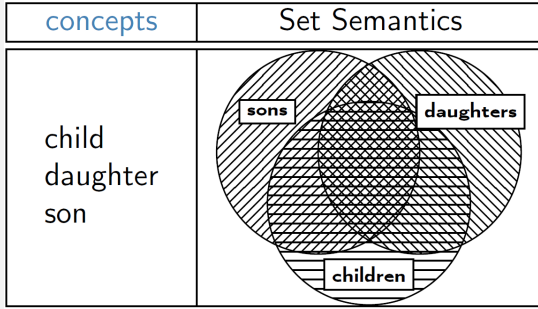 concepts
Set Semantics
child
daughter
son
sons
daughters
children